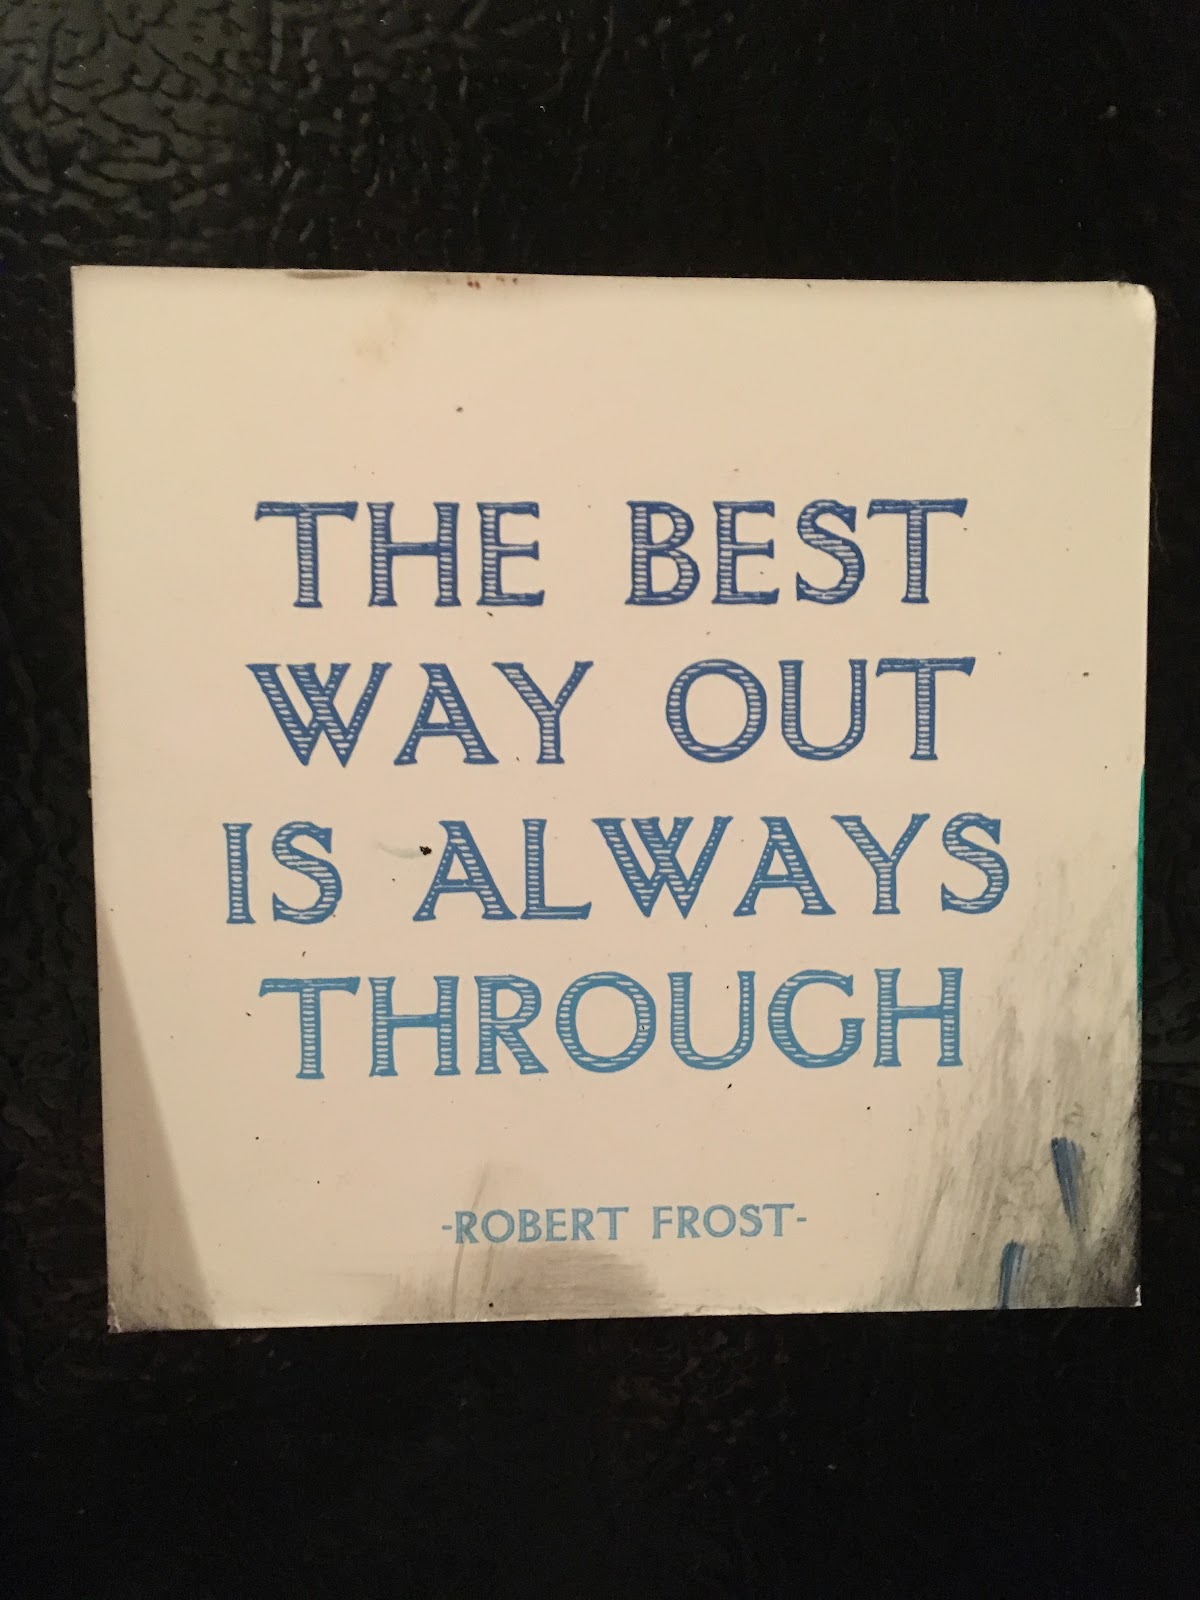 THE BEST
WAY OUT
IS ALWAYS
THROUGH
-ROBERT FROST-